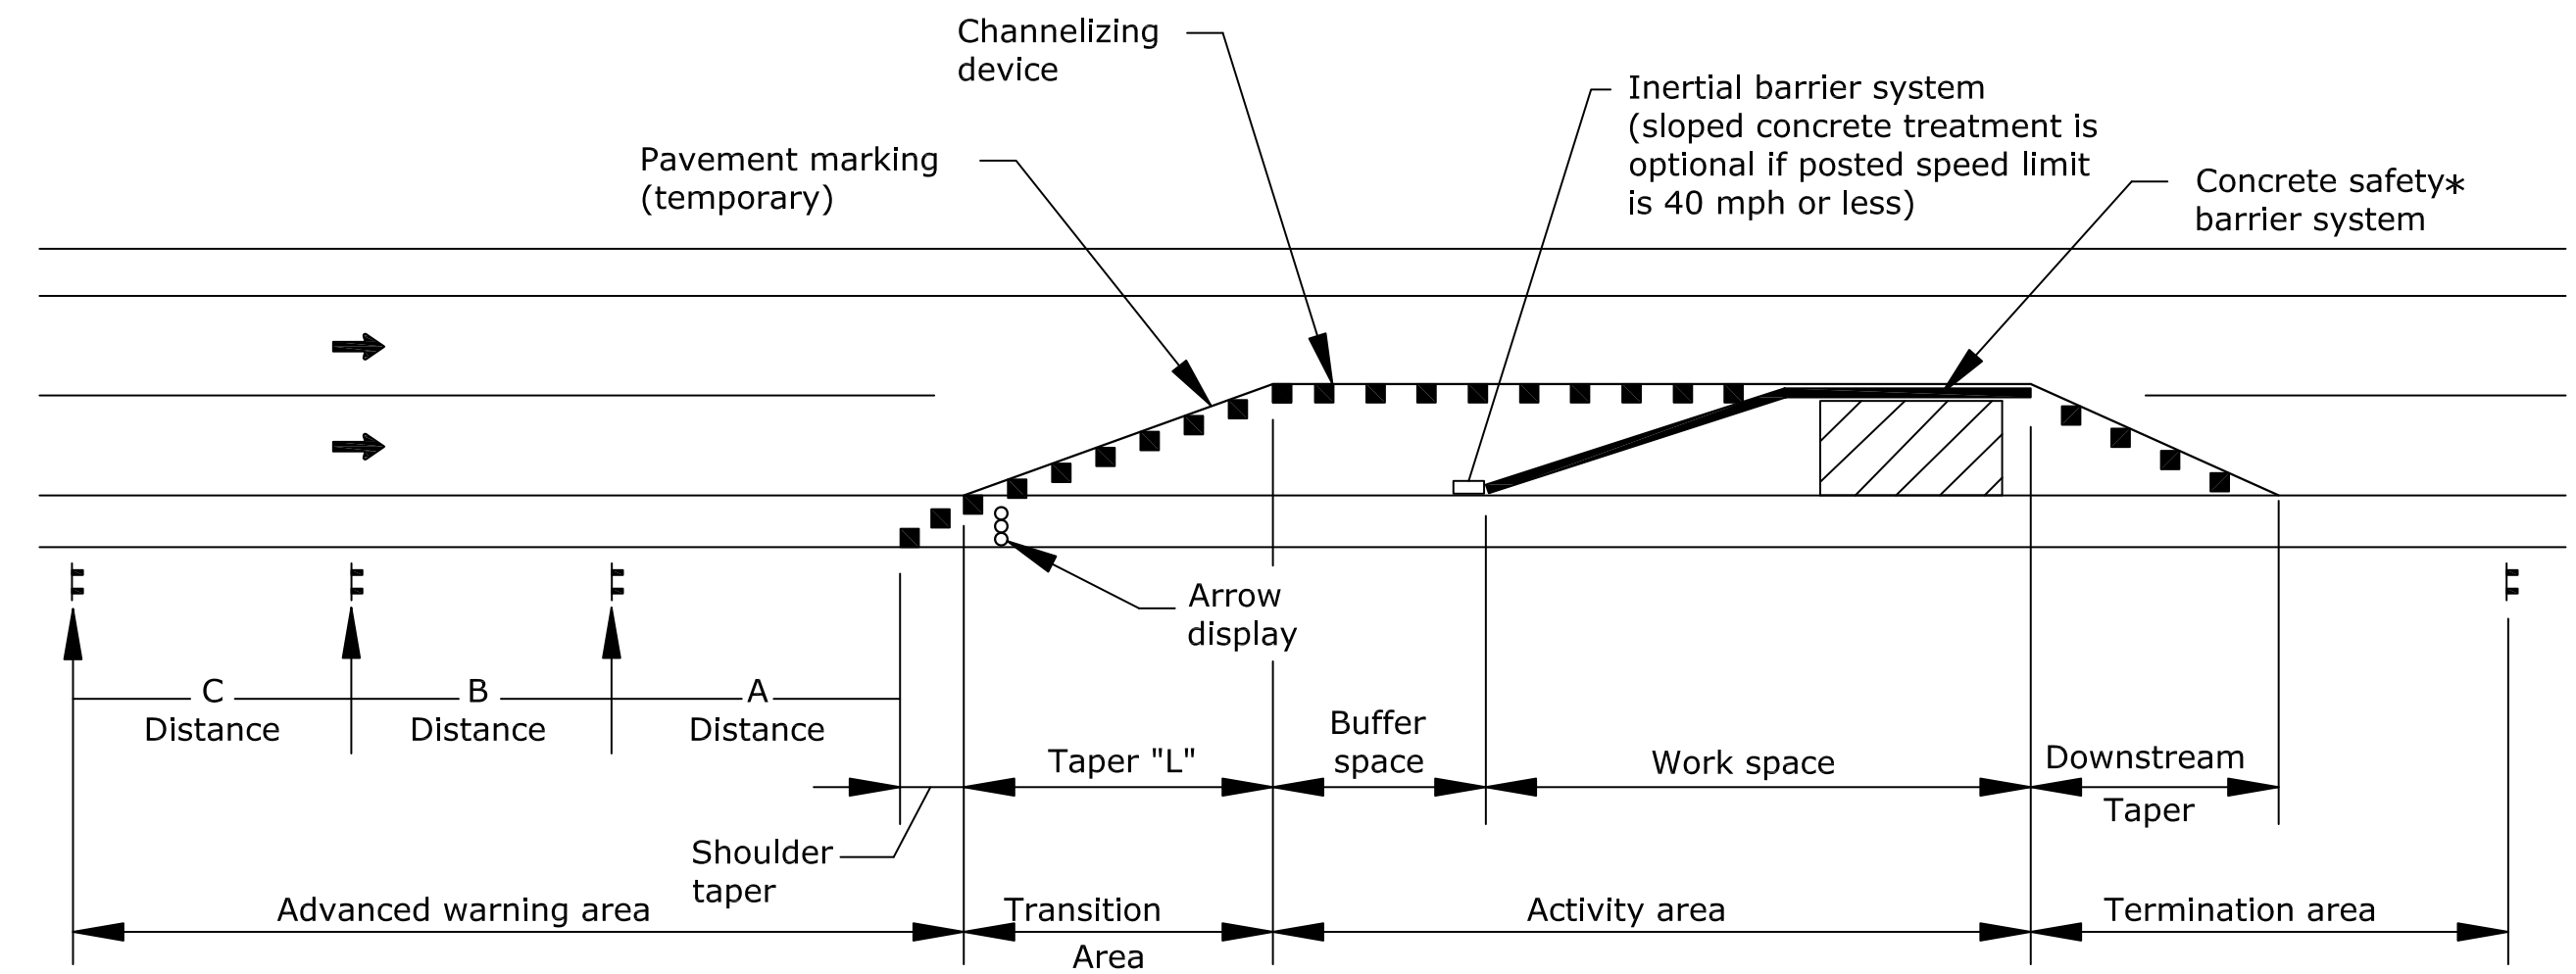 Channelizing
device
Inertial barrier system
(sloped concrete treatment is
optional if posted speed limit
is 40 mph or less)
Pavement marking
(temporary)
Concrete safety*
barrier system
Arrow
display
C
Distance
B
Distance
A
Distance
Shoulder
taper
Taper "L"
Buffer
space
Work space
Downstream
Taper
Advanced warning area
Transition
Area
Activity area
Termination area